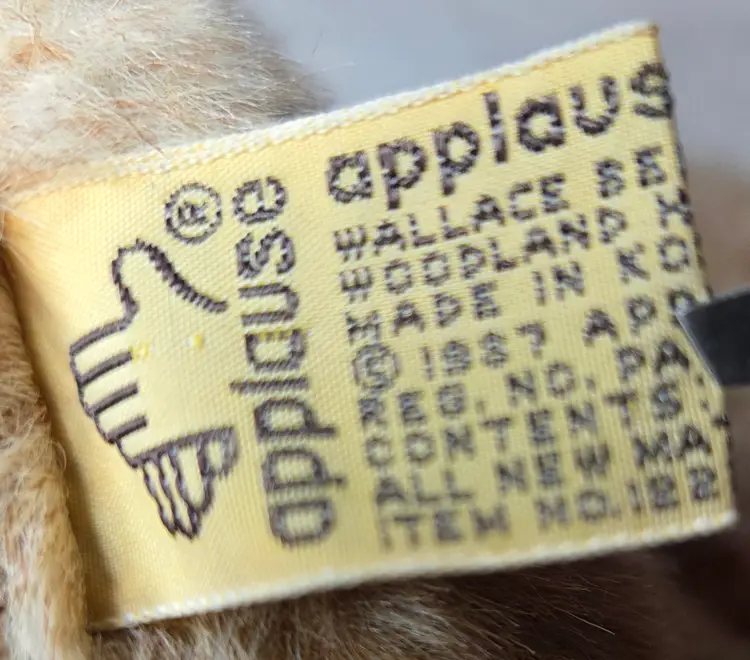 ®
applause
applaus
WALLACE BE
WOODLAND H
MADE IN KO
© 1987 APP
REG. NO. PA.
CONTENTS.
ALL NEW MA
ITEM NO. 188